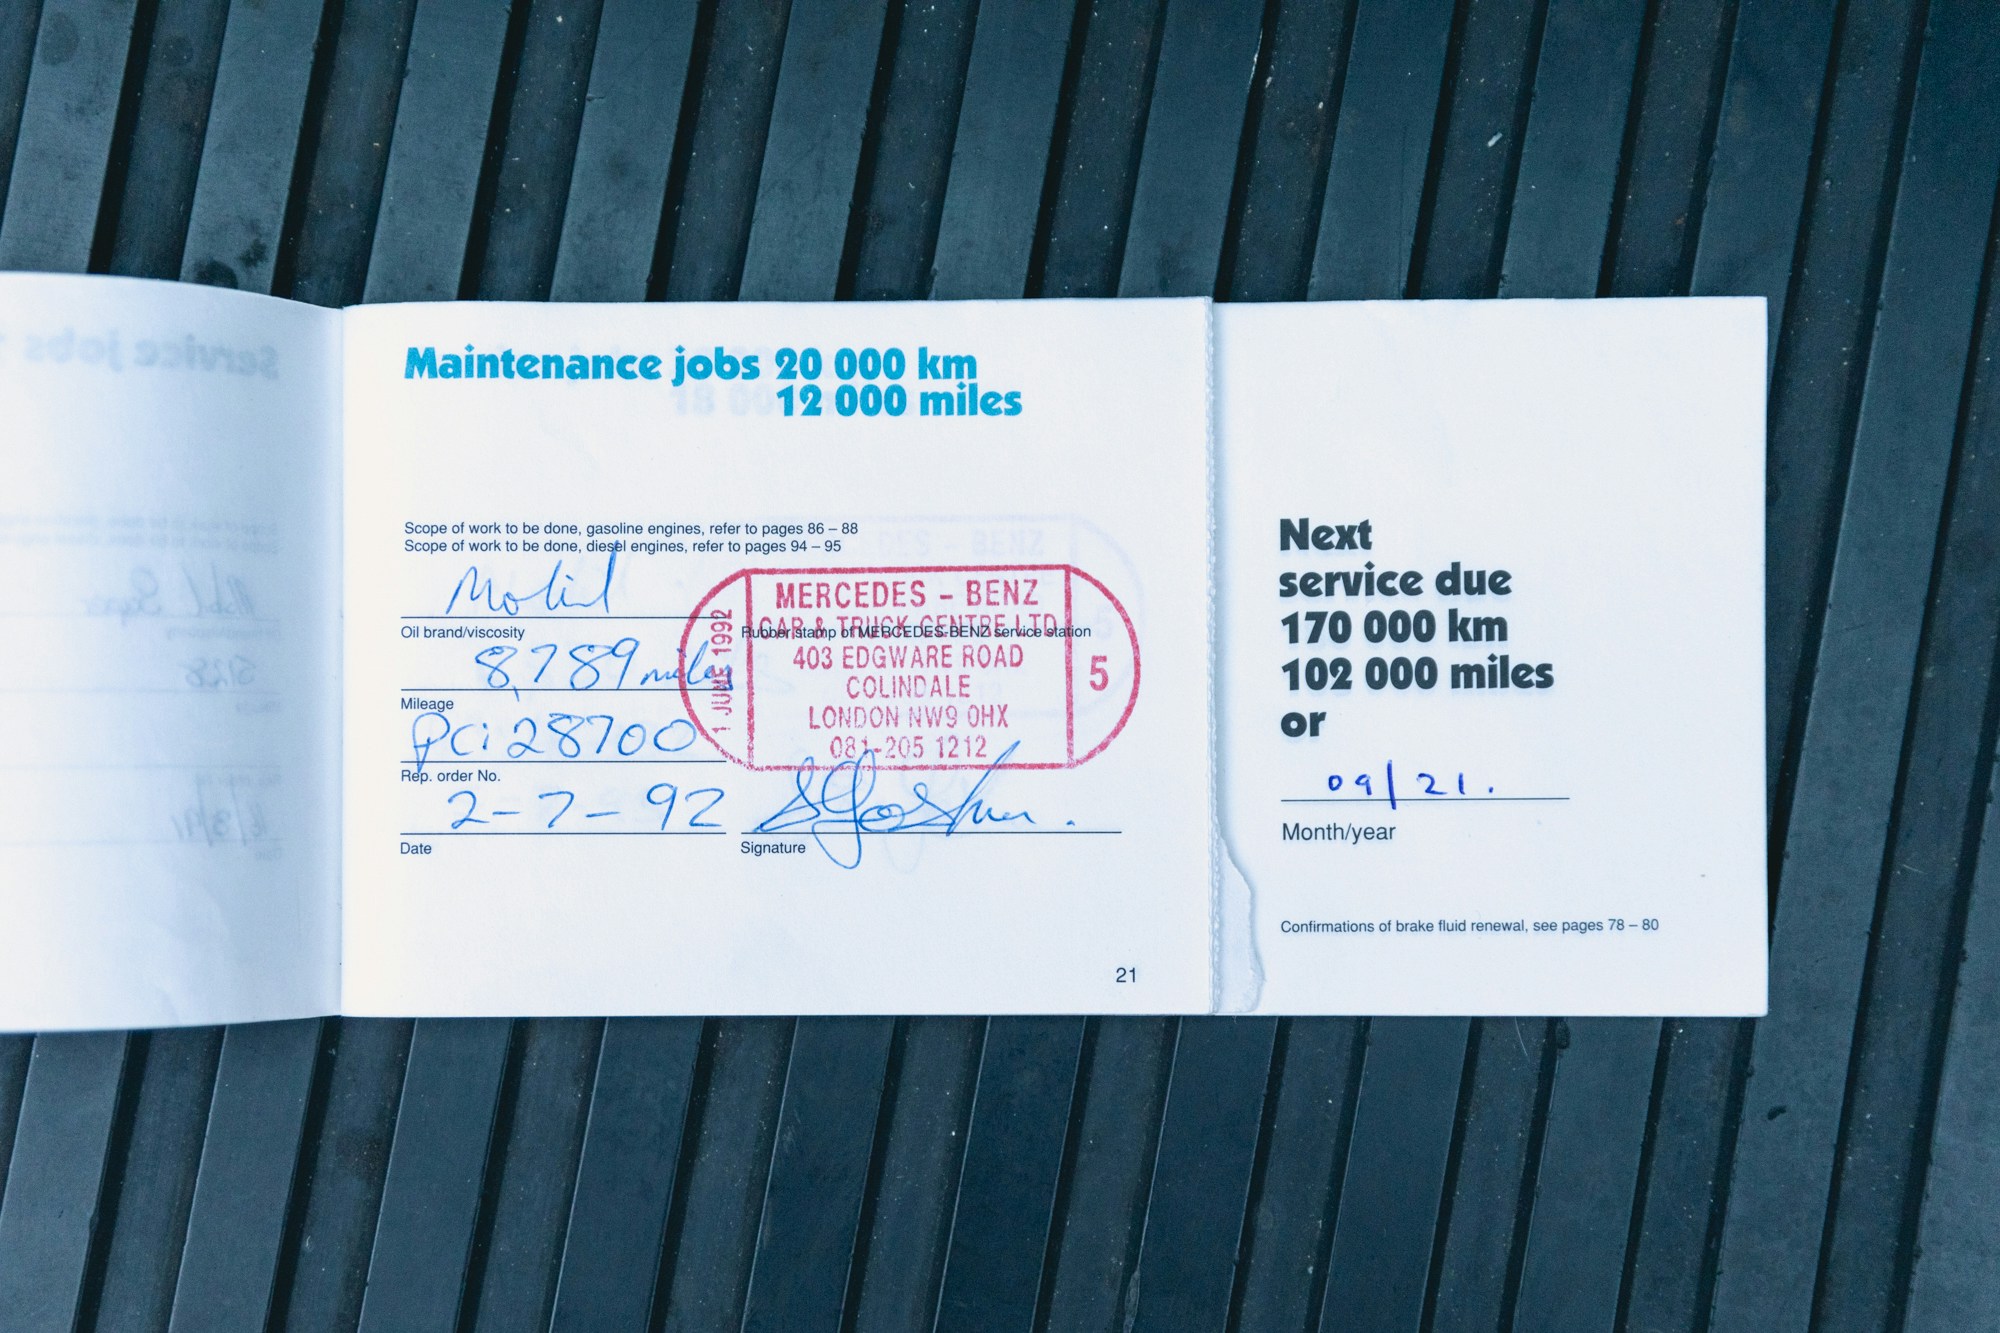 Maintenance jobs 20 000 km
12 000 miles
Scope of work to be done, gasoline engines, refer to pages 86 – 88
Scope of work to be done, diesel engines, refer to pages 94 – 95
Mobil
Oil brand/viscosity
8,789 miles
Mileage
PCi 28700
Rep. order No.
2-7-92
Date
1 JUNE 1992
MERCEDES - BENZ
CAR & TRUCK CENTRE LTD
Rubber stamp of MERCEDES-BENZ service station
403 EDGWARE ROAD
COLINDALE
LONDON NW9 0HX
081-205 1212
5
Signature
21
Next
service due
170 000 km
102 000 miles
or
09/21.
Month/year
Confirmations of brake fluid renewal, see pages 78 – 80